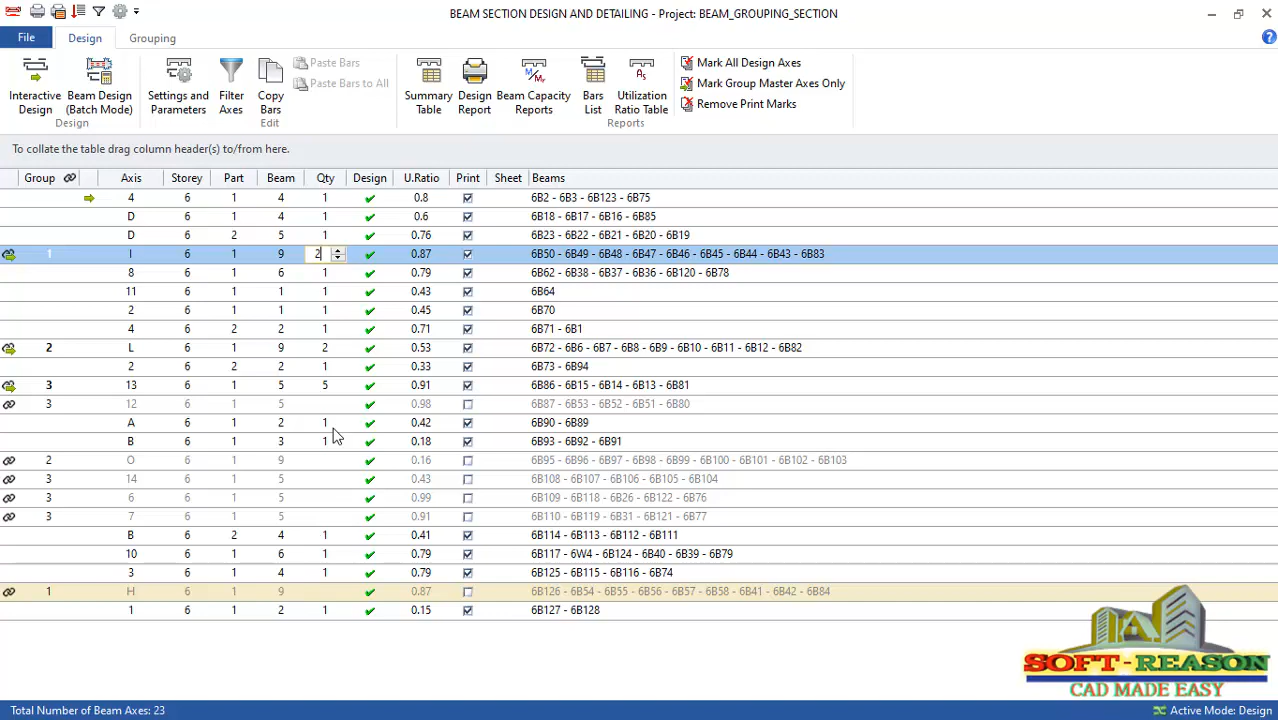 BEAM SECTION DESIGN AND DETAILING - Project: BEAM_GROUPING_SECTION
File Design Grouping
Interactive Design
Beam Design (Batch Mode)
Design
Settings and Parameters
Filter Axes
Copy Bars
Paste Bars
Paste Bars to All
Edit
Summary Table
Design Report
Beam Capacity Reports
Bars List
Utilization Ratio Table
Reports
Mark All Design Axes
Mark Group Master Axes Only
Remove Print Marks
To collate the table drag column header(s) to/from here.
Group Axis Storey Part Beam Qty Design U.Ratio Print Sheet Beams
4 6 1 4 1 0.8 6B2 - 6B3 - 6B123 - 6B75
D 6 1 4 1 0.6 6B18 - 6B17 - 6B16 - 6B85
D 6 2 5 1 0.76 6B23 - 6B22 - 6B21 - 6B20 - 6B19
1 I 6 1 9 2 0.87 6B50 - 6B49 - 6B48 - 6B47 - 6B46 - 6B45 - 6B44 - 6B43 - 6B83
8 6 1 6 1 0.79 6B62 - 6B38 - 6B37 - 6B36 - 6B120 - 6B78
11 6 1 1 1 0.43 6B64
2 6 1 1 1 0.45 6B70
4 6 2 2 1 0.71 6B71 - 6B1
2 L 6 1 9 2 0.53 6B72 - 6B6 - 6B7 - 6B8 - 6B9 - 6B10 - 6B11 - 6B12 - 6B82
2 6 2 2 1 0.33 6B73 - 6B94
3 13 6 1 5 5 0.91 6B86 - 6B15 - 6B14 - 6B13 - 6B81
3 12 6 1 5 0.98 6B87 - 6B53 - 6B52 - 6B51 - 6B80
A 6 1 2 1 0.42 6B90 - 6B89
B 6 1 3 1 0.18 6B93 - 6B92 - 6B91
2 O 6 1 9 0.16 6B95 - 6B96 - 6B97 - 6B98 - 6B99 - 6B100 - 6B101 - 6B102 - 6B103
3 14 6 1 5 0.43 6B108 - 6B107 - 6B106 - 6B105 - 6B104
3 6 6 1 5 0.99 6B109 - 6B118 - 6B26 - 6B122 - 6B76
3 7 6 1 5 0.91 6B110 - 6B119 - 6B31 - 6B121 - 6B77
B 6 2 4 1 0.41 6B114 - 6B113 - 6B112 - 6B111
10 6 1 6 1 0.79 6B117 - 6W4 - 6B124 - 6B40 - 6B39 - 6B79
3 6 1 4 1 0.79 6B125 - 6B115 - 6B116 - 6B74
1 H 6 1 9 0.87 6B126 - 6B54 - 6B55 - 6B56 - 6B57 - 6B58 - 6B41 - 6B42 - 6B84
1 6 1 2 1 0.15 6B127 - 6B128
SOFT-REASON
CAD MADE EASY
Total Number of Beam Axes: 23
Active Mode: Design